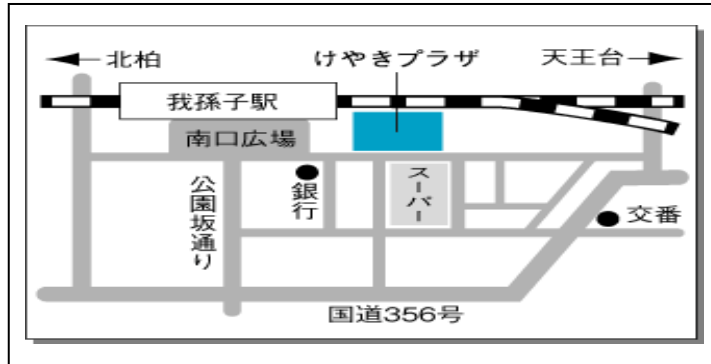 北柏
けやきプラザ
天王台
我孫子駅
南口広場
公園坂通り
銀行
スーパー
交番
国道356号